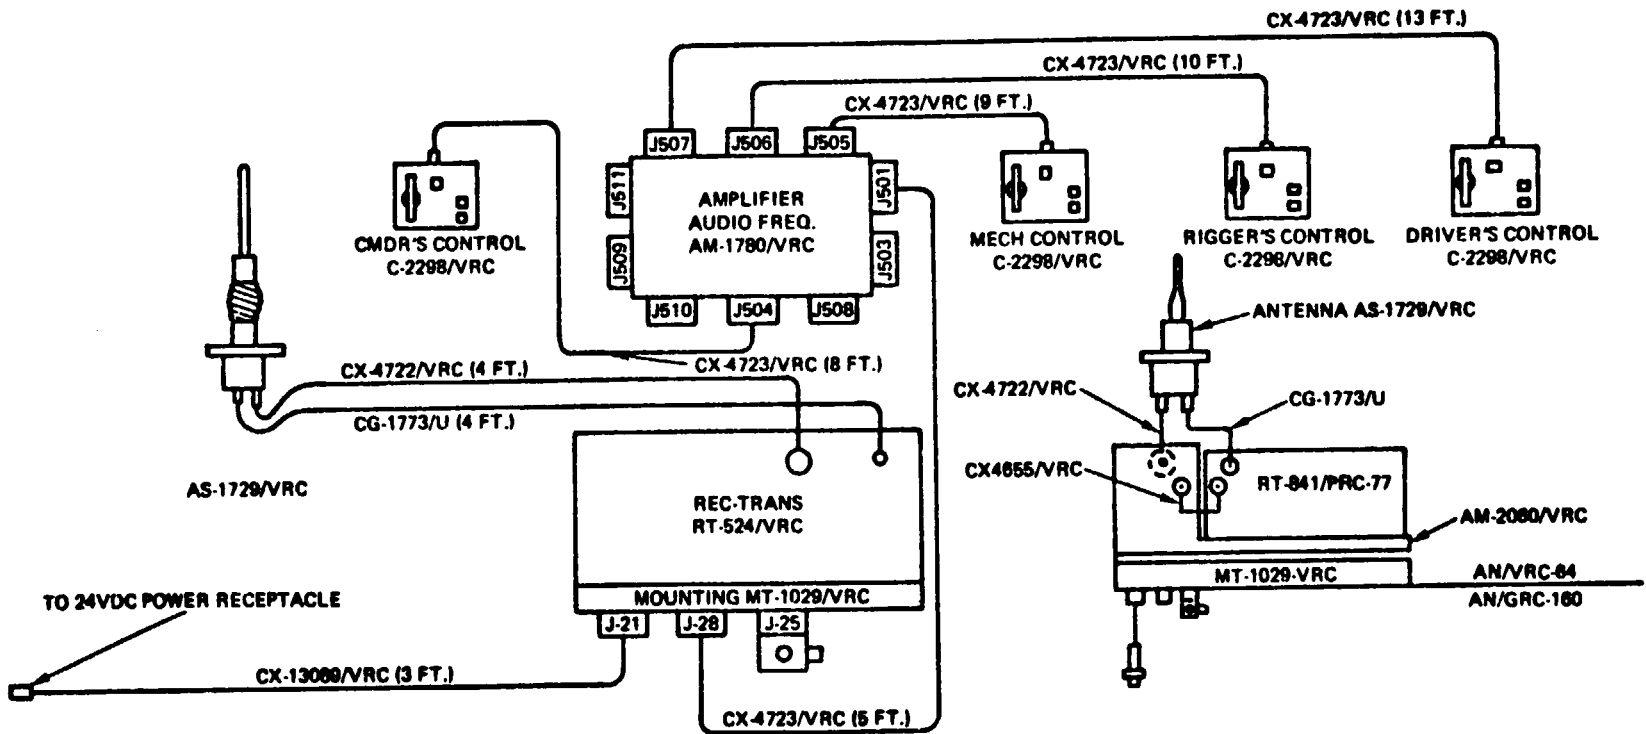 CX-4723/VRC (13 FT.)
CX-4723/VRC (10 FT.)
CX-4723/VRC (9 FT.)
J507
J506
J505
J511
J501
AMPLIFIER
AUDIO FREQ.
AM-1780/VRC
J509
J503
J510
J504
J508
CMDR'S CONTROL
C-2298/VRC
MECH CONTROL
C-2298/VRC
RIGGER'S CONTROL
C-2298/VRC
DRIVER'S CONTROL
C-2298/VRC
ANTENNA AS-1729/VRC
CX-4723/VRC (8 FT.)
CX-4722/VRC (4 FT.)
CG-1773/U (4 FT.)
CX-4722/VRC
CG-1773/U
CX4655/VRC
RT-841/PRC-77
AS-1729/VRC
REC-TRANS
RT-524/VRC
AM-2060/VRC
MOUNTING MT-1029/VRC
MT-1029-VRC
AN/VRC-64
AN/GRC-160
TO 24VDC POWER RECEPTACLE
J-21
J-28
J-25
CX-13089/VRC (3 FT.)
CX-4723/VRC (5 FT.)